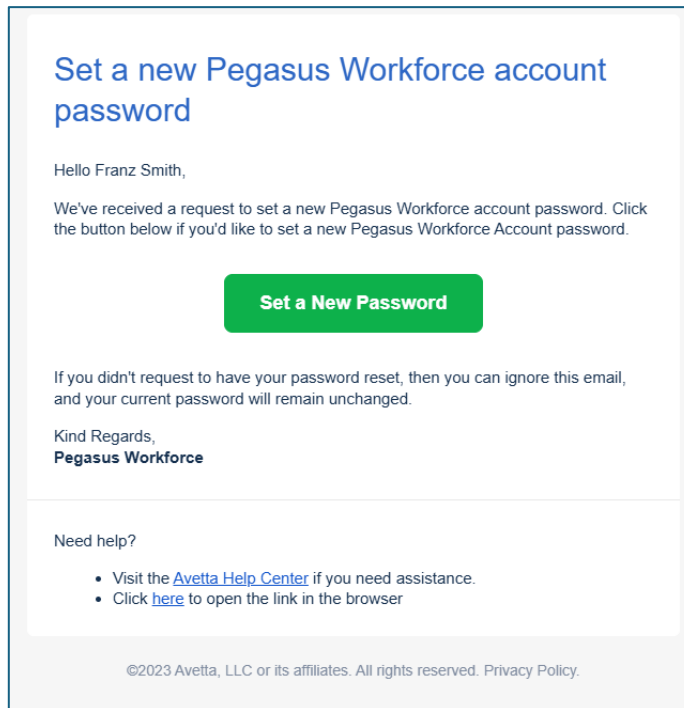 Set a new Pegasus Workforce account
password
Hello Franz Smith,
We've received a request to set a new Pegasus Workforce account password. Click
the button below if you'd like to set a new Pegasus Workforce Account password.
Set a New Password
If you didn't request to have your password reset, then you can ignore this email,
and your current password will remain unchanged.
Kind Regards,
Pegasus Workforce
Need help?
• Visit the Avetta Help Center if you need assistance.
• Click here to open the link in the browser
©2023 Avetta, LLC or its affiliates. All rights reserved. Privacy Policy.